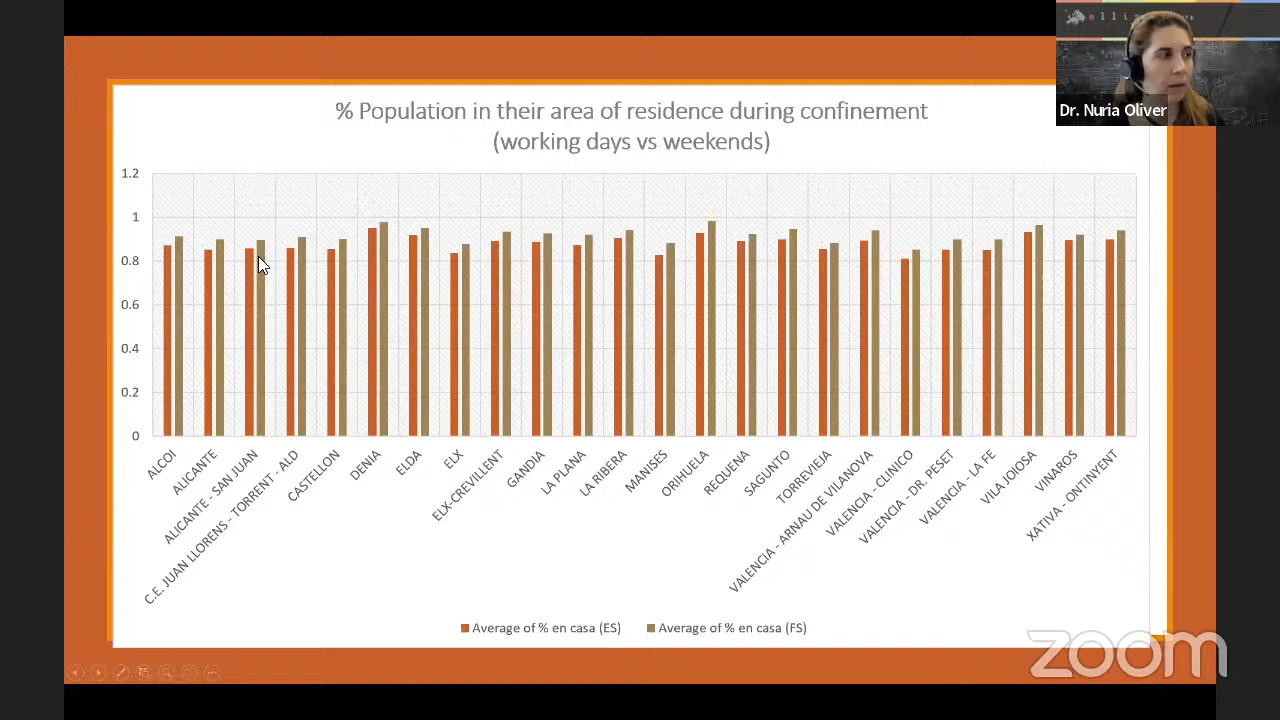 Dr. Nuria Oliver
% Population in their area of residence during confinement
(working days vs weekends)
1.2
1
0.8
0.6
0.4
0.2
0
ALCOI
ALICANTE
ALICANTE - SAN JUAN
C.E. JUAN LLORENS - TORRENT - ALD
CASTELLON
DENIA
ELDA
ELX
ELX-CREVILLENT
GANDIA
LA PLANA
LA RIBERA
MANISES
ORIHUELA
REQUENA
SAGUNTO
TORREVIEJA
VALENCIA - ARNAU DE VILANOVA
VALENCIA - CLINICO
VALENCIA - DR. PESET
VALENCIA - LA FE
VILA JOIOSA
VINAROS
XATIVA - ONTINYENT
Average of % en casa (ES)
Average of % en casa (FS)
zoom